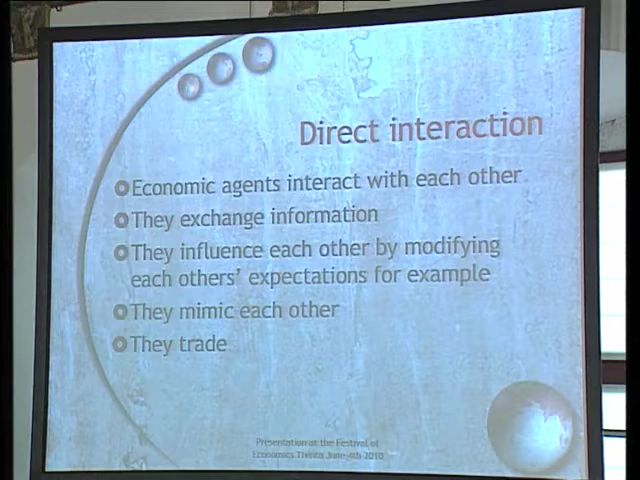 Direct interaction
Economic agents interact with each other
They exchange information
They influence each other by modifying
each others' expectations for example
They mimic each other
They trade
Presentation at the Festival of
Economics Trento June 4th 2010